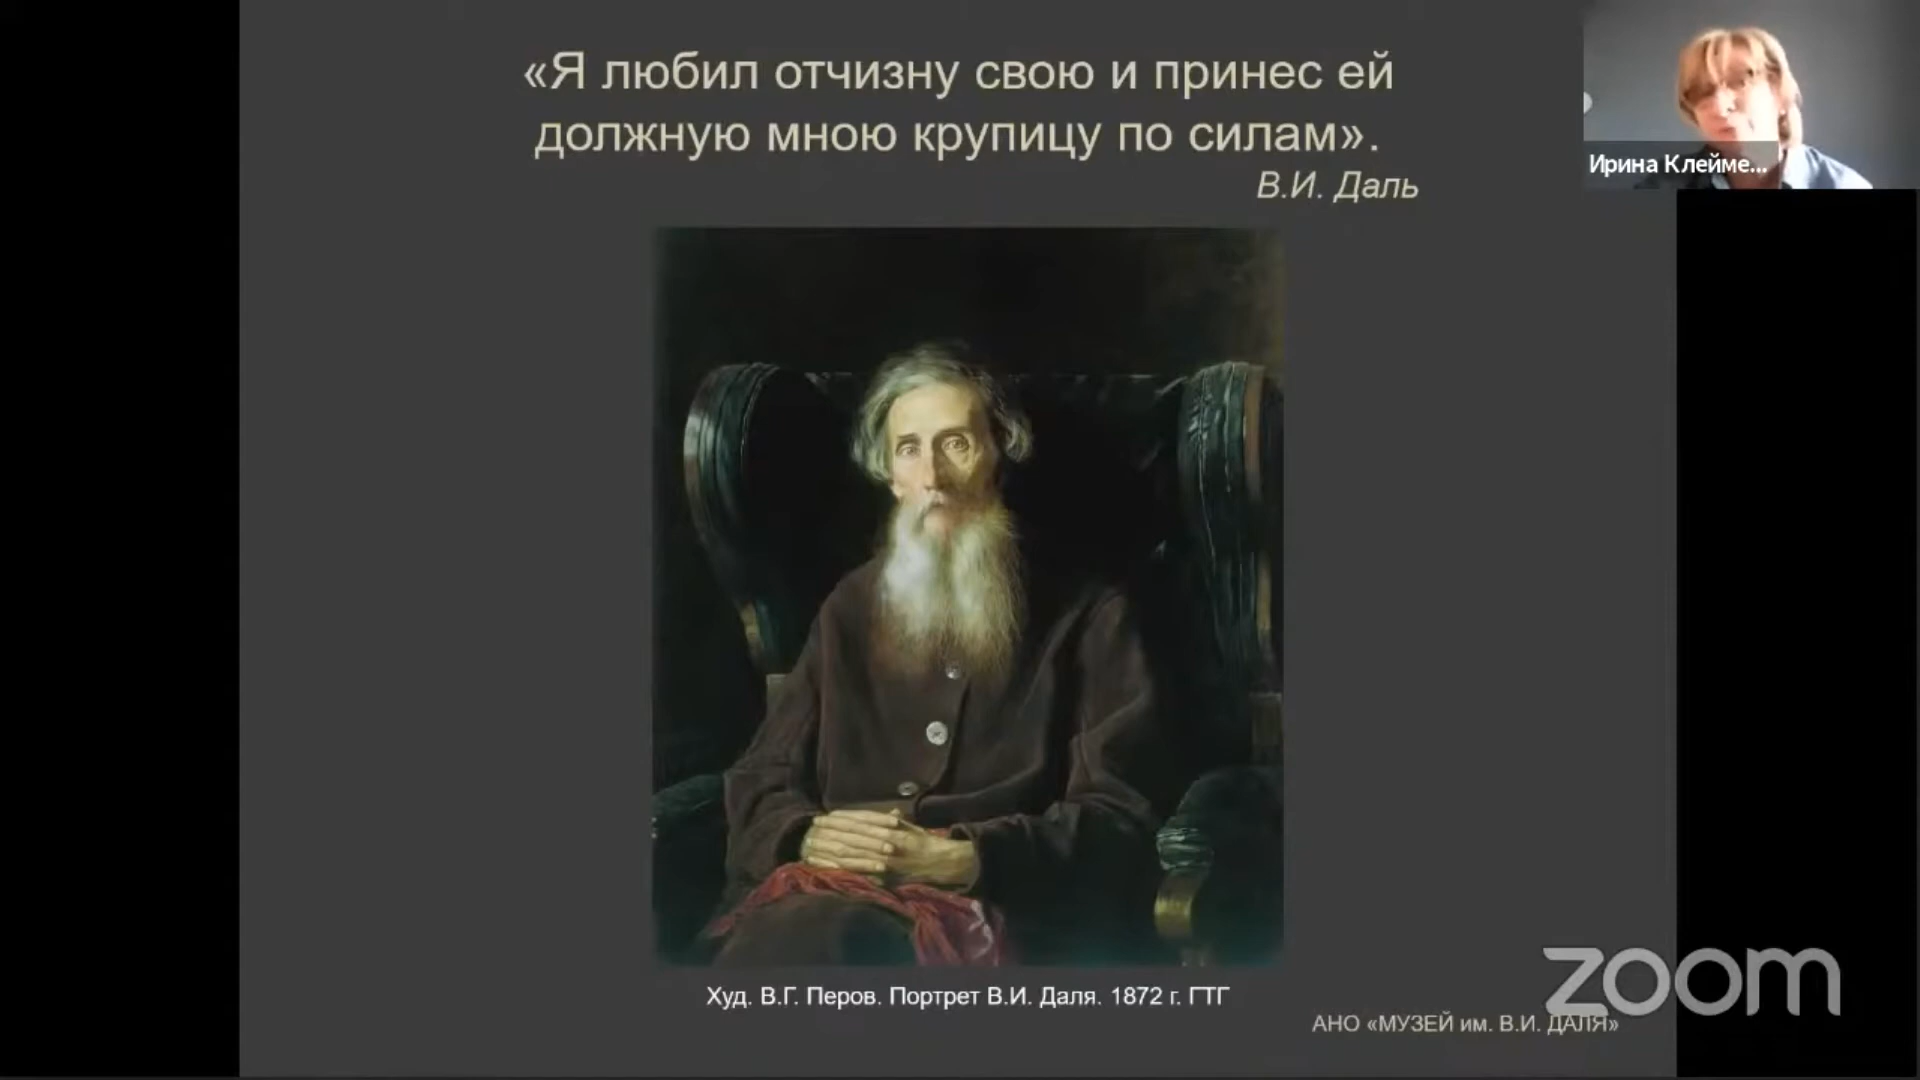 «Я любил отчизну свою и принес ей
должную мною крупицу по силам».
В.И. Даль
Ирина Клейме...
Худ. В.Г. Перов. Портрет В.И. Даля. 1872 г. ГТГ
zoom
АНО «МУЗЕЙ им. В.И. ДАЛЯ»